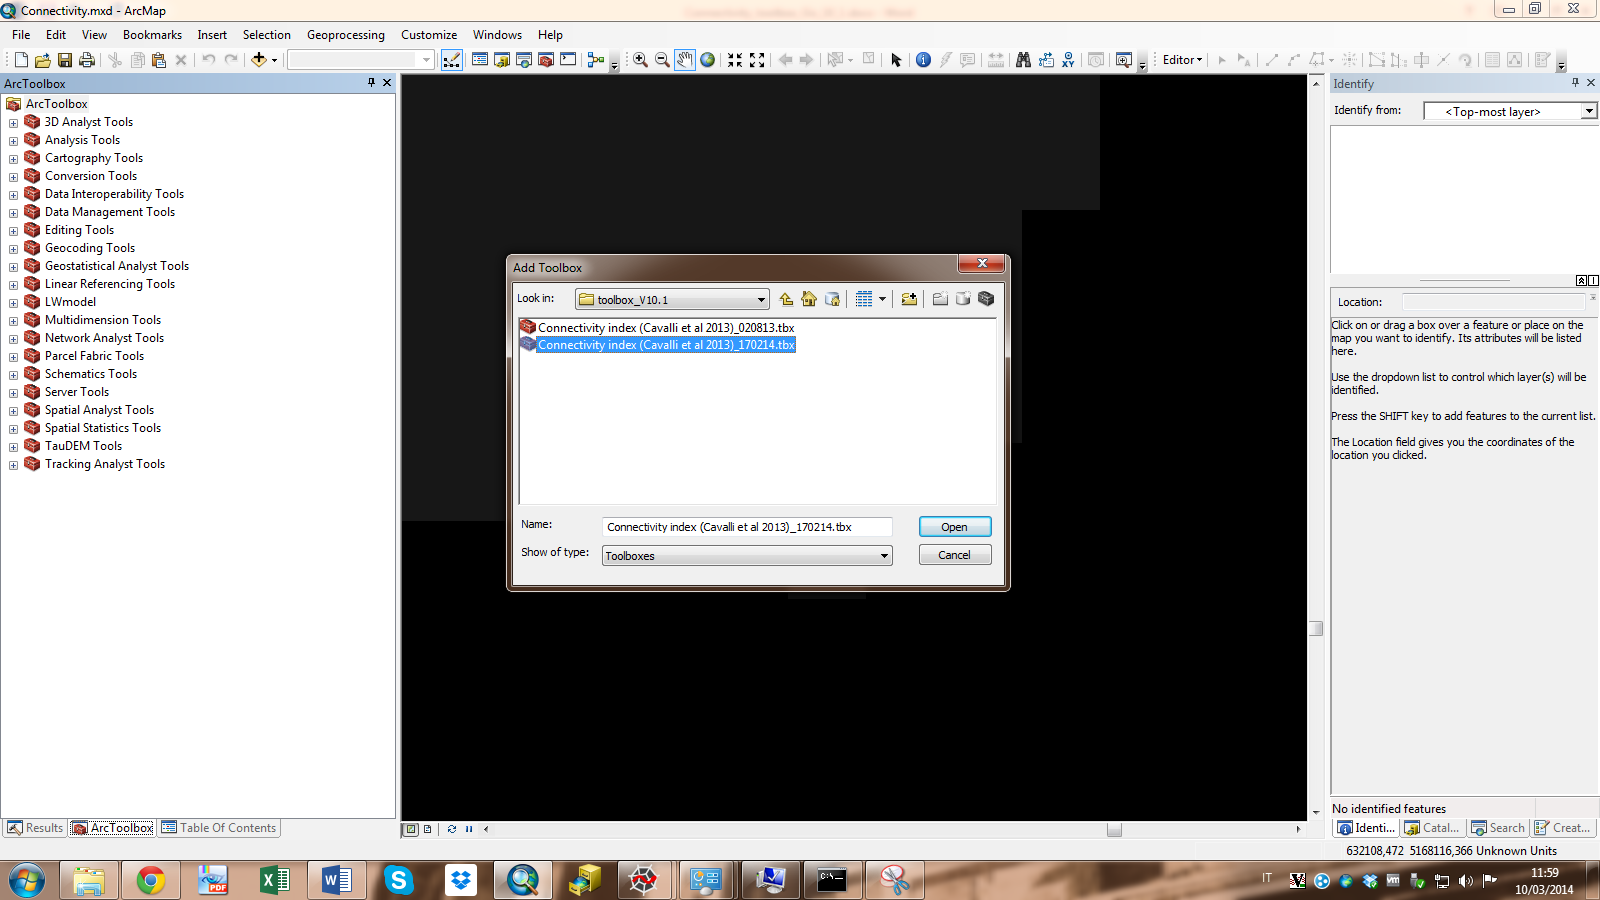 Connectivity.mxd - ArcMap
File Edit View Bookmarks Insert Selection Geoprocessing Customize Windows Help
Editor
ArcToolbox
ArcToolbox
3D Analyst Tools
Analysis Tools
Cartography Tools
Conversion Tools
Data Interoperability Tools
Data Management Tools
Editing Tools
Geocoding Tools
Geostatistical Analyst Tools
Linear Referencing Tools
LWmodel
Multidimension Tools
Network Analyst Tools
Parcel Fabric Tools
Schematics Tools
Server Tools
Spatial Analyst Tools
Spatial Statistics Tools
TauDEM Tools
Tracking Analyst Tools
Results ArcToolbox Table Of Contents
Add Toolbox
Look in: toolbox_V10.1
Connectivity index (Cavalli et al 2013)_020813.tbx
Connectivity index (Cavalli et al 2013)_170214.tbx
Name: Connectivity index (Cavalli et al 2013)_170214.tbx
Open
Show of type: Toolboxes
Cancel
Identify
Identify from: <Top-most layer>
Location:
Click on or drag a box over a feature or place on the
map you want to identify. Its attributes will be listed
here.
Use the dropdown list to control which layer(s) will be
identified.
Press the SHIFT key to add features to the current list.
The Location field gives you the coordinates of the
location you clicked.
No identified features
Identi... Catal... Search Creat...
632108,472 5168116,366 Unknown Units
IT
11:59
10/03/2014